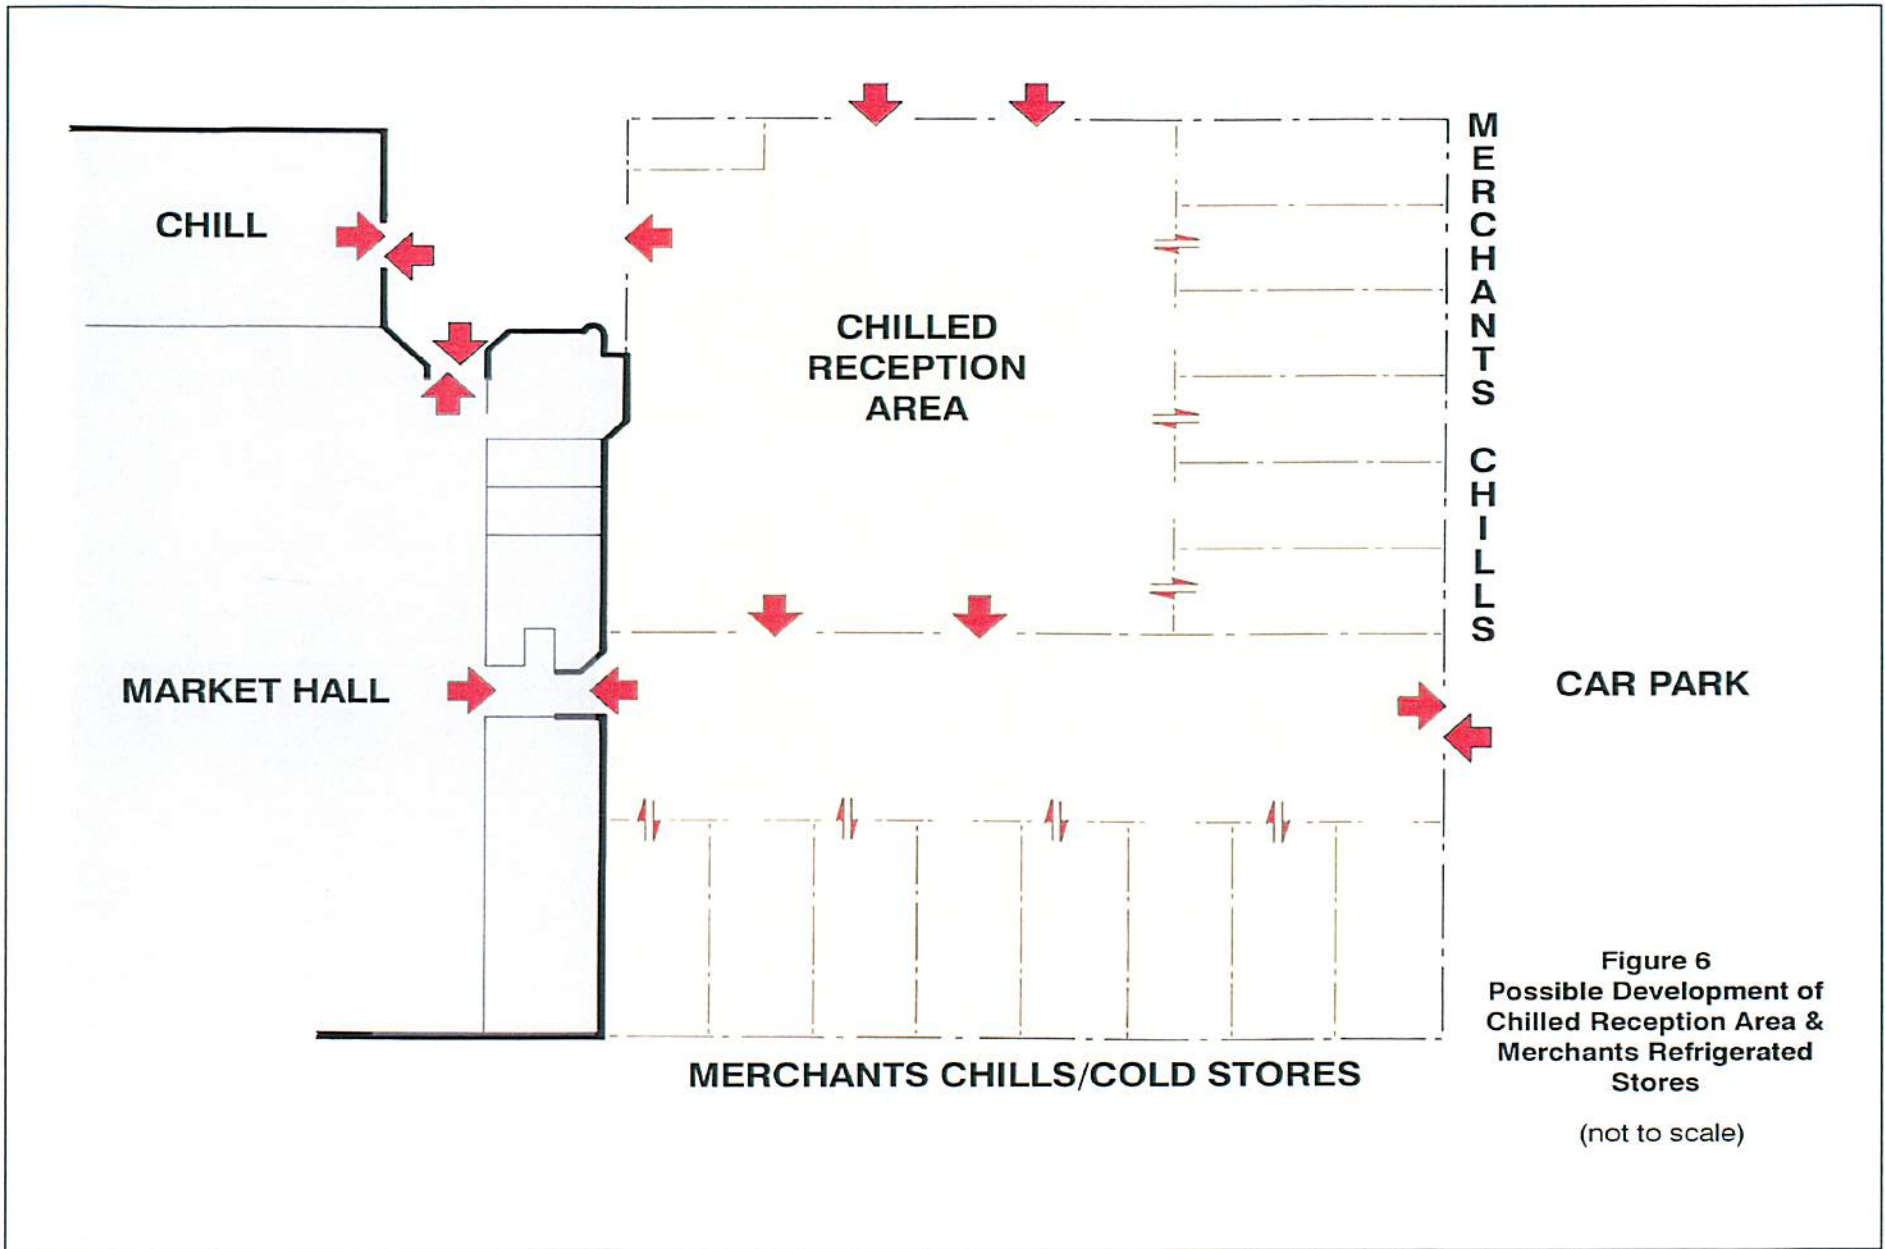 CHILL
CHILLED
RECEPTION
AREA
MERCHANTS CHILLS
MARKET HALL
CAR PARK
MERCHANTS CHILLS/COLD STORES
Figure 6
Possible Development of
Chilled Reception Area &
Merchants Refrigerated
Stores
(not to scale)